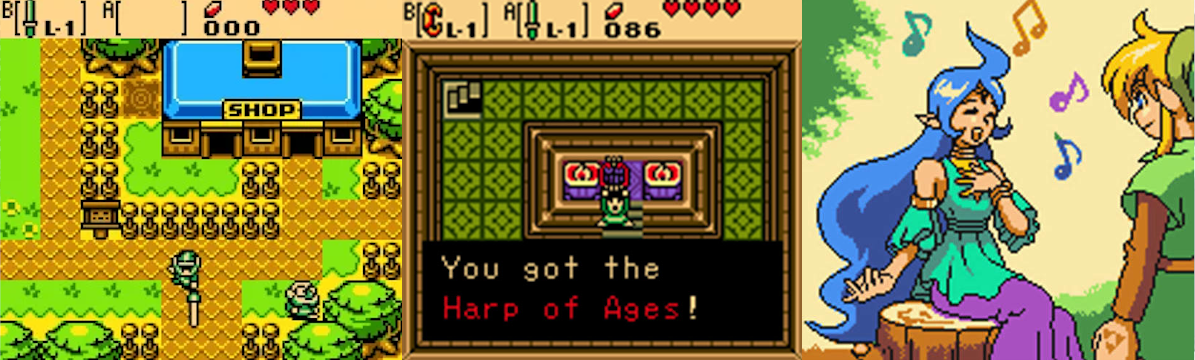 B[ L-1] A[ ] 000
SHOP
B[ L-1] A[ L-1] 086
You got the
Harp of Ages!